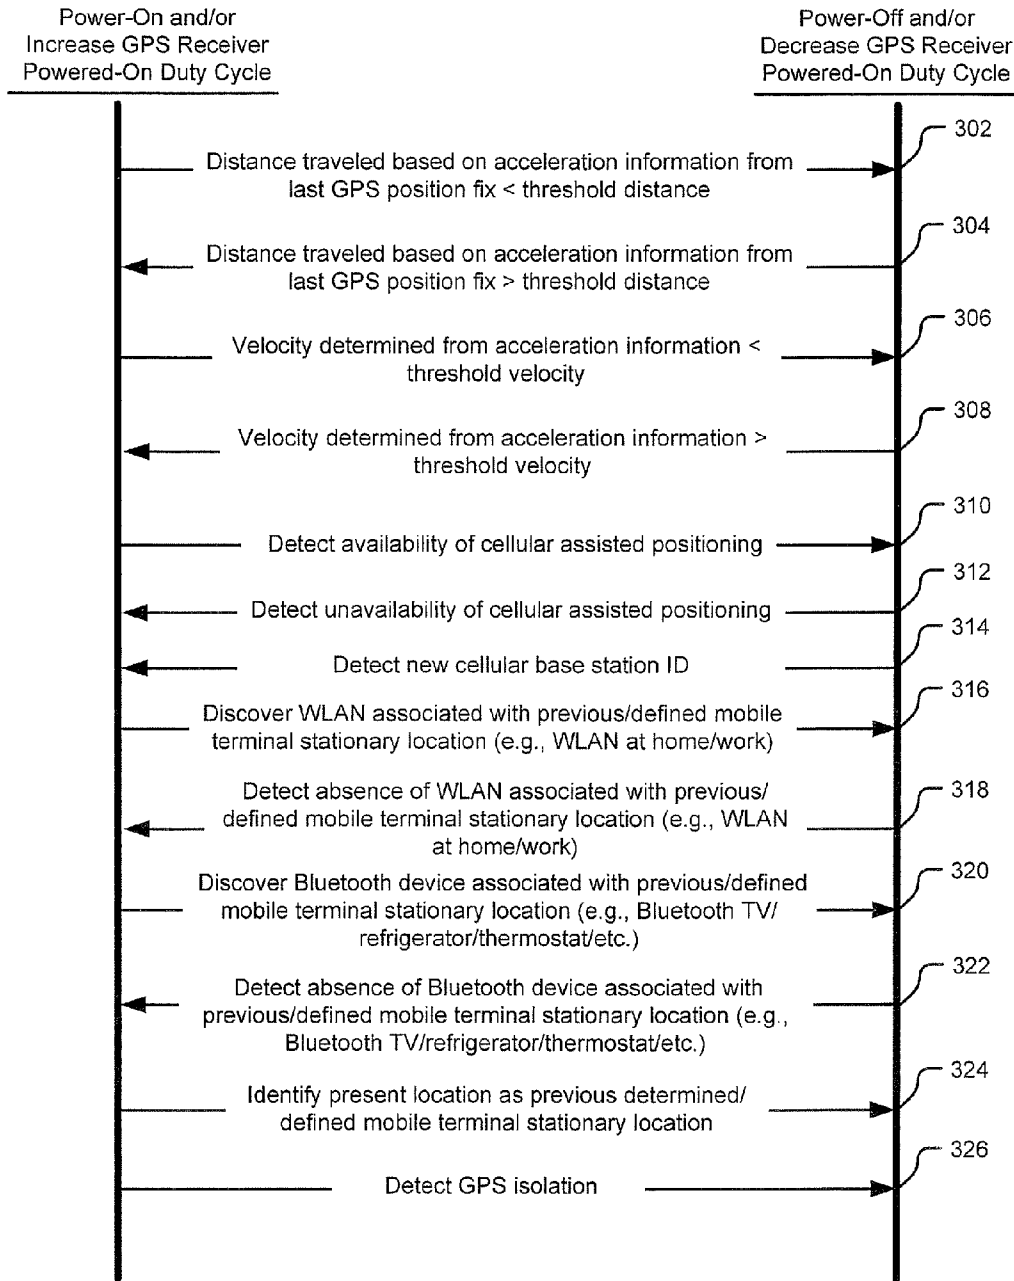 Power-On and/or
Increase GPS Receiver
Powered-On Duty Cycle
Power-Off and/or
Decrease GPS Receiver
Powered-On Duty Cycle
302
Distance traveled based on acceleration information from
last GPS position fix < threshold distance
304
Distance traveled based on acceleration information from
last GPS position fix > threshold distance
306
Velocity determined from acceleration information <
threshold velocity
308
Velocity determined from acceleration information >
threshold velocity
310
Detect availability of cellular assisted positioning
312
Detect unavailability of cellular assisted positioning
314
Detect new cellular base station ID
316
Discover WLAN associated with previous/defined mobile
terminal stationary location (e.g., WLAN at home/work)
318
Detect absence of WLAN associated with previous/
defined mobile terminal stationary location (e.g., WLAN
at home/work)
320
Discover Bluetooth device associated with previous/defined
mobile terminal stationary location (e.g., Bluetooth TV/
refrigerator/thermostat/etc.)
322
Detect absence of Bluetooth device associated with
previous/defined mobile terminal stationary location (e.g.,
Bluetooth TV/refrigerator/thermostat/etc.)
324
Identify present location as previous determined/
defined mobile terminal stationary location
326
Detect GPS isolation